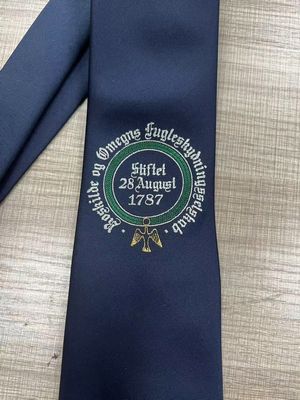 Roskilde og Omegns Fugleskydningsselskab
Stiftet
28 August
1787